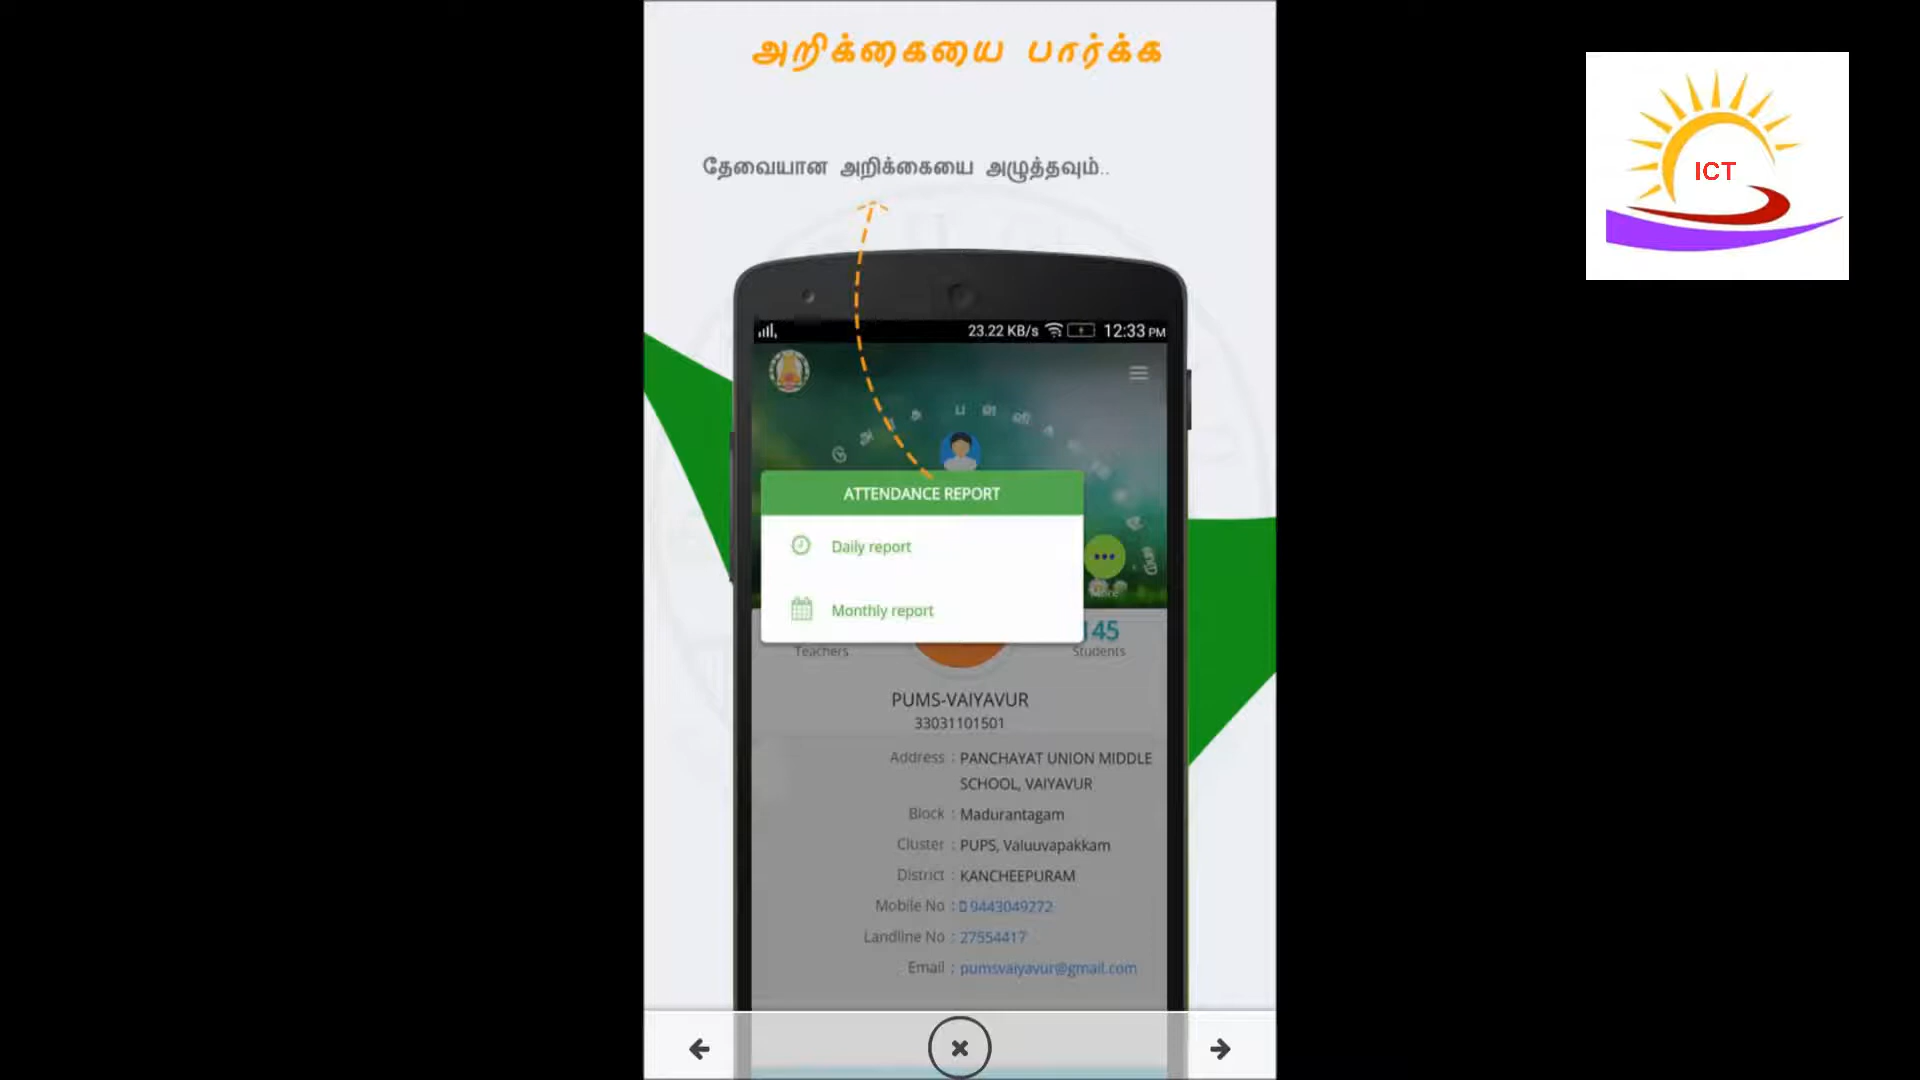 அறிக்கையை பார்க்க
தேவையான அறிக்கையை அழுத்தவும்..
ICT
23.22 KB/s 12:33 PM
ATTENDANCE REPORT
Daily report
Monthly report
More
145
Teachers
Students
PUMS-VAIYAVUR
33031101501
Address : PANCHAYAT UNION MIDDLE
SCHOOL, VAIYAVUR
Block : Madurantagam
Cluster : PUPS, Valuuvapakkam
District : KANCHEEPURAM
Mobile No : 9443049272
Landline No : 27554417
Email : pumsvaiyavur@gmail.com